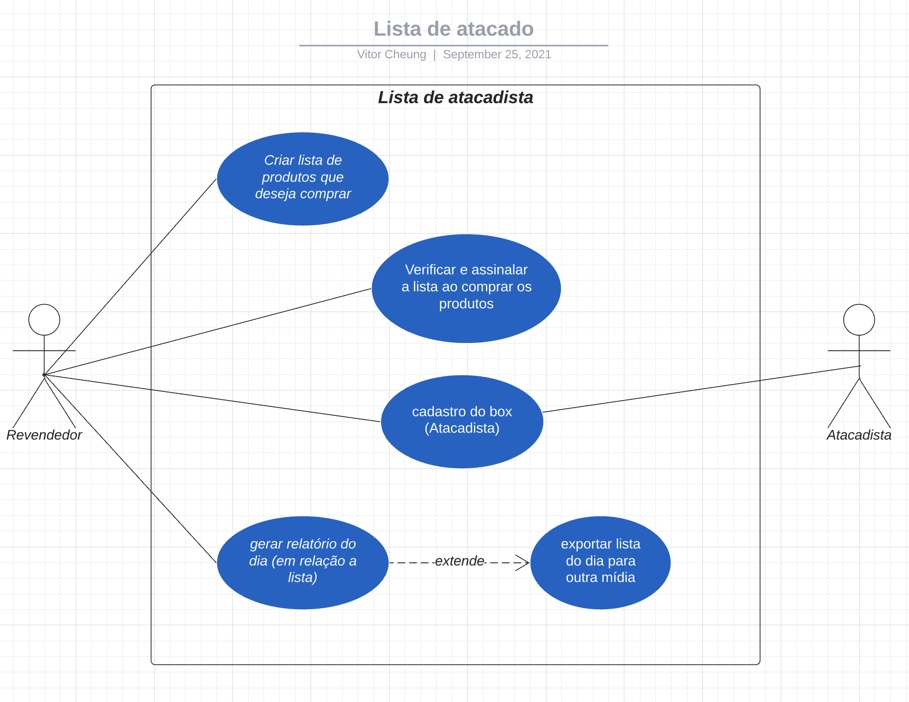 Lista de atacado
Vitor Cheung | September 25, 2021
Lista de atacadista
Criar lista de
produtos que
deseja comprar
Verificar e assinalar
a lista ao comprar os
produtos
cadastro do box
(Atacadista)
Revendedor
Atacadista
gerar relatório do
dia (em relação a
lista)
extende
exportar lista
do dia para
outra mídia